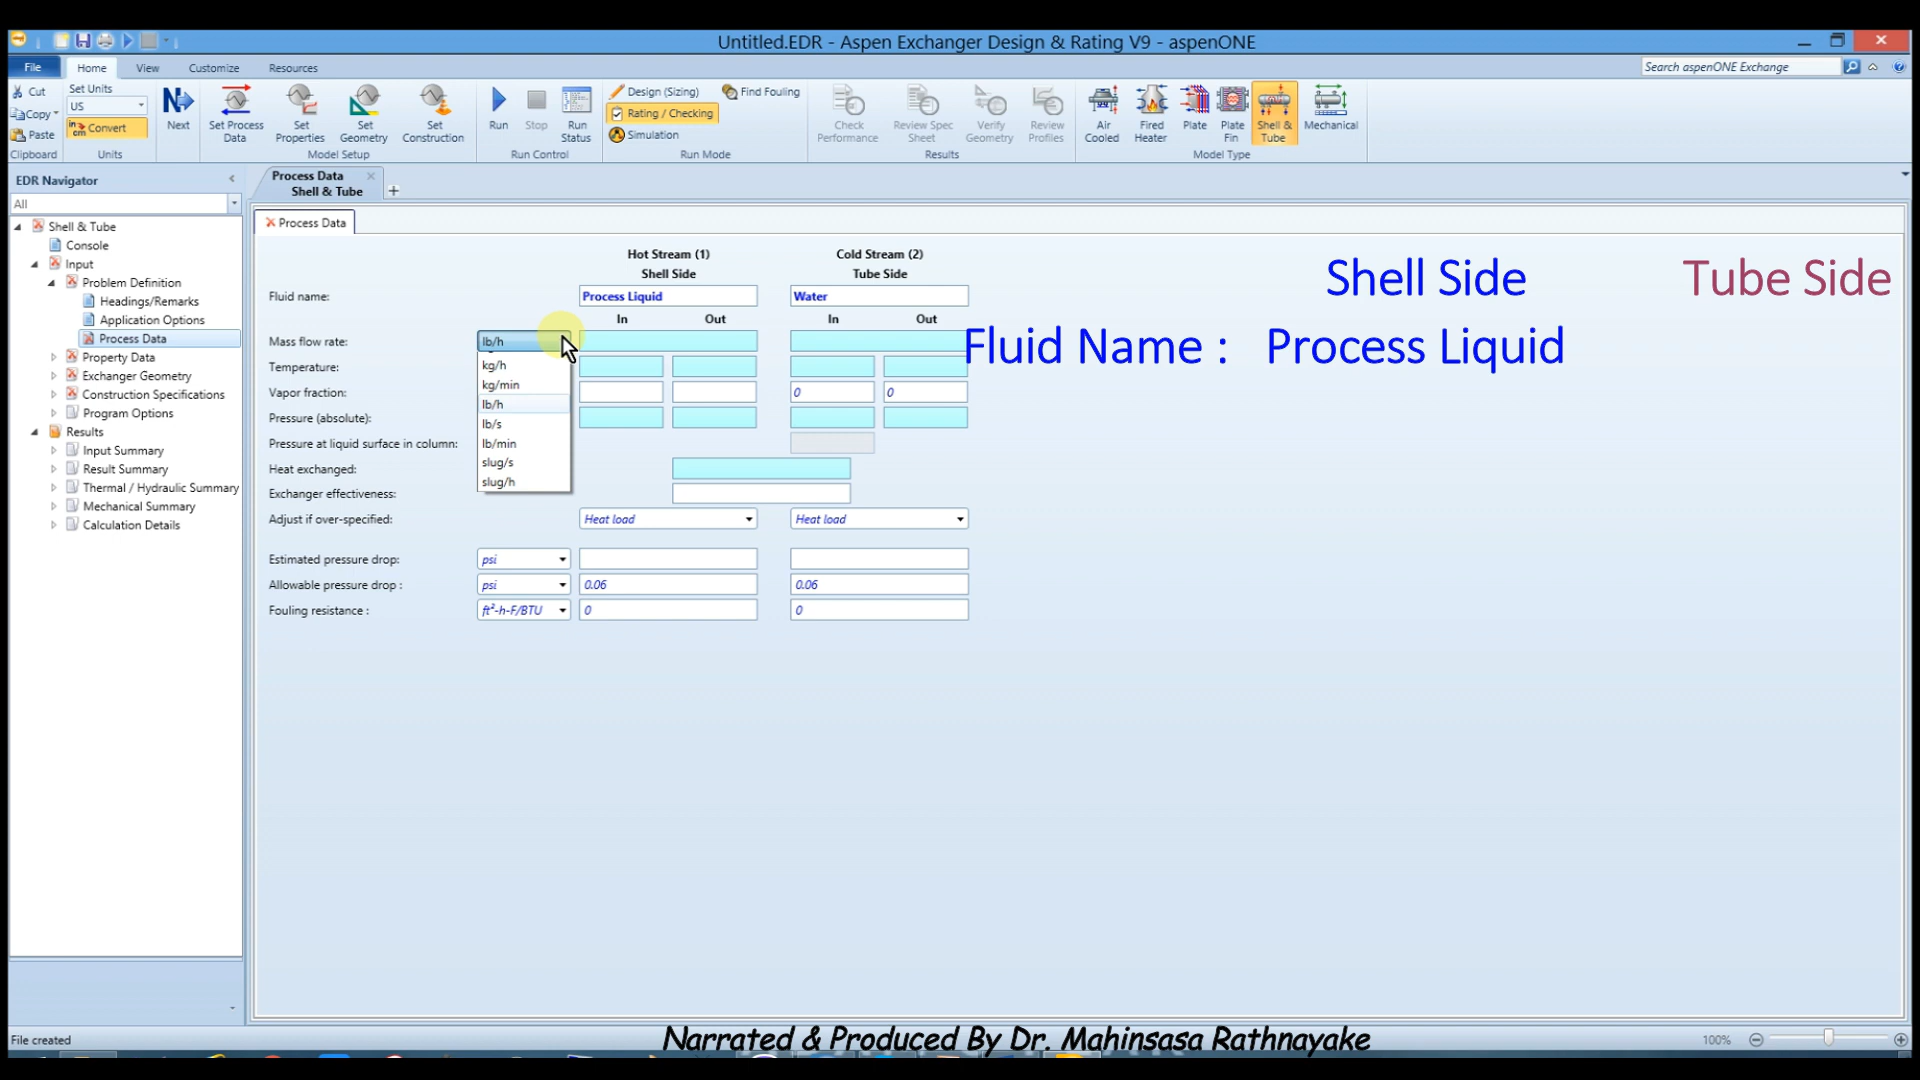 Untitled.EDR - Aspen Exchanger Design & Rating V9 - aspenONE
File Home View Customize Resources
Search aspenONE Exchange
Cut
Copy
Paste
Clipboard
Set Units
US
Convert
Units
Next
Set Process Data
Set Properties
Set Geometry
Set Construction
Model Setup
Run
Stop
Run Status
Run Control
Design (Sizing)
Rating / Checking
Simulation
Find Fouling
Run Mode
Check Performance
Review Spec Sheet
Verify Geometry
Review Profiles
Results
Air Cooled
Fired Heater
Plate
Plate Fin
Shell & Tube
Mechanical
Model Type
EDR Navigator
All
Shell & Tube
Console
Input
Problem Definition
Headings/Remarks
Application Options
Process Data
Property Data
Exchanger Geometry
Construction Specifications
Program Options
Results
Input Summary
Result Summary
Thermal / Hydraulic Summary
Mechanical Summary
Calculation Details
Process Data
Shell & Tube
Process Data
Hot Stream (1) Cold Stream (2)
Shell Side Tube Side
Fluid name: Process Liquid Water
In Out In Out
Mass flow rate: lb/h
kg/h
kg/min
lb/h
lb/s
lb/min
slug/s
slug/h
Temperature:
Vapor fraction: 0 0
Pressure (absolute):
Pressure at liquid surface in column:
Heat exchanged:
Exchanger effectiveness:
Adjust if over-specified: Heat load Heat load
Estimated pressure drop: psi
Allowable pressure drop : psi 0.06 0.06
Fouling resistance : ft²-h-F/BTU 0 0
Shell Side Tube Side
Fluid Name : Process Liquid
File created
Narrated & Produced By Dr. Mahinsasa Rathnayake
100%